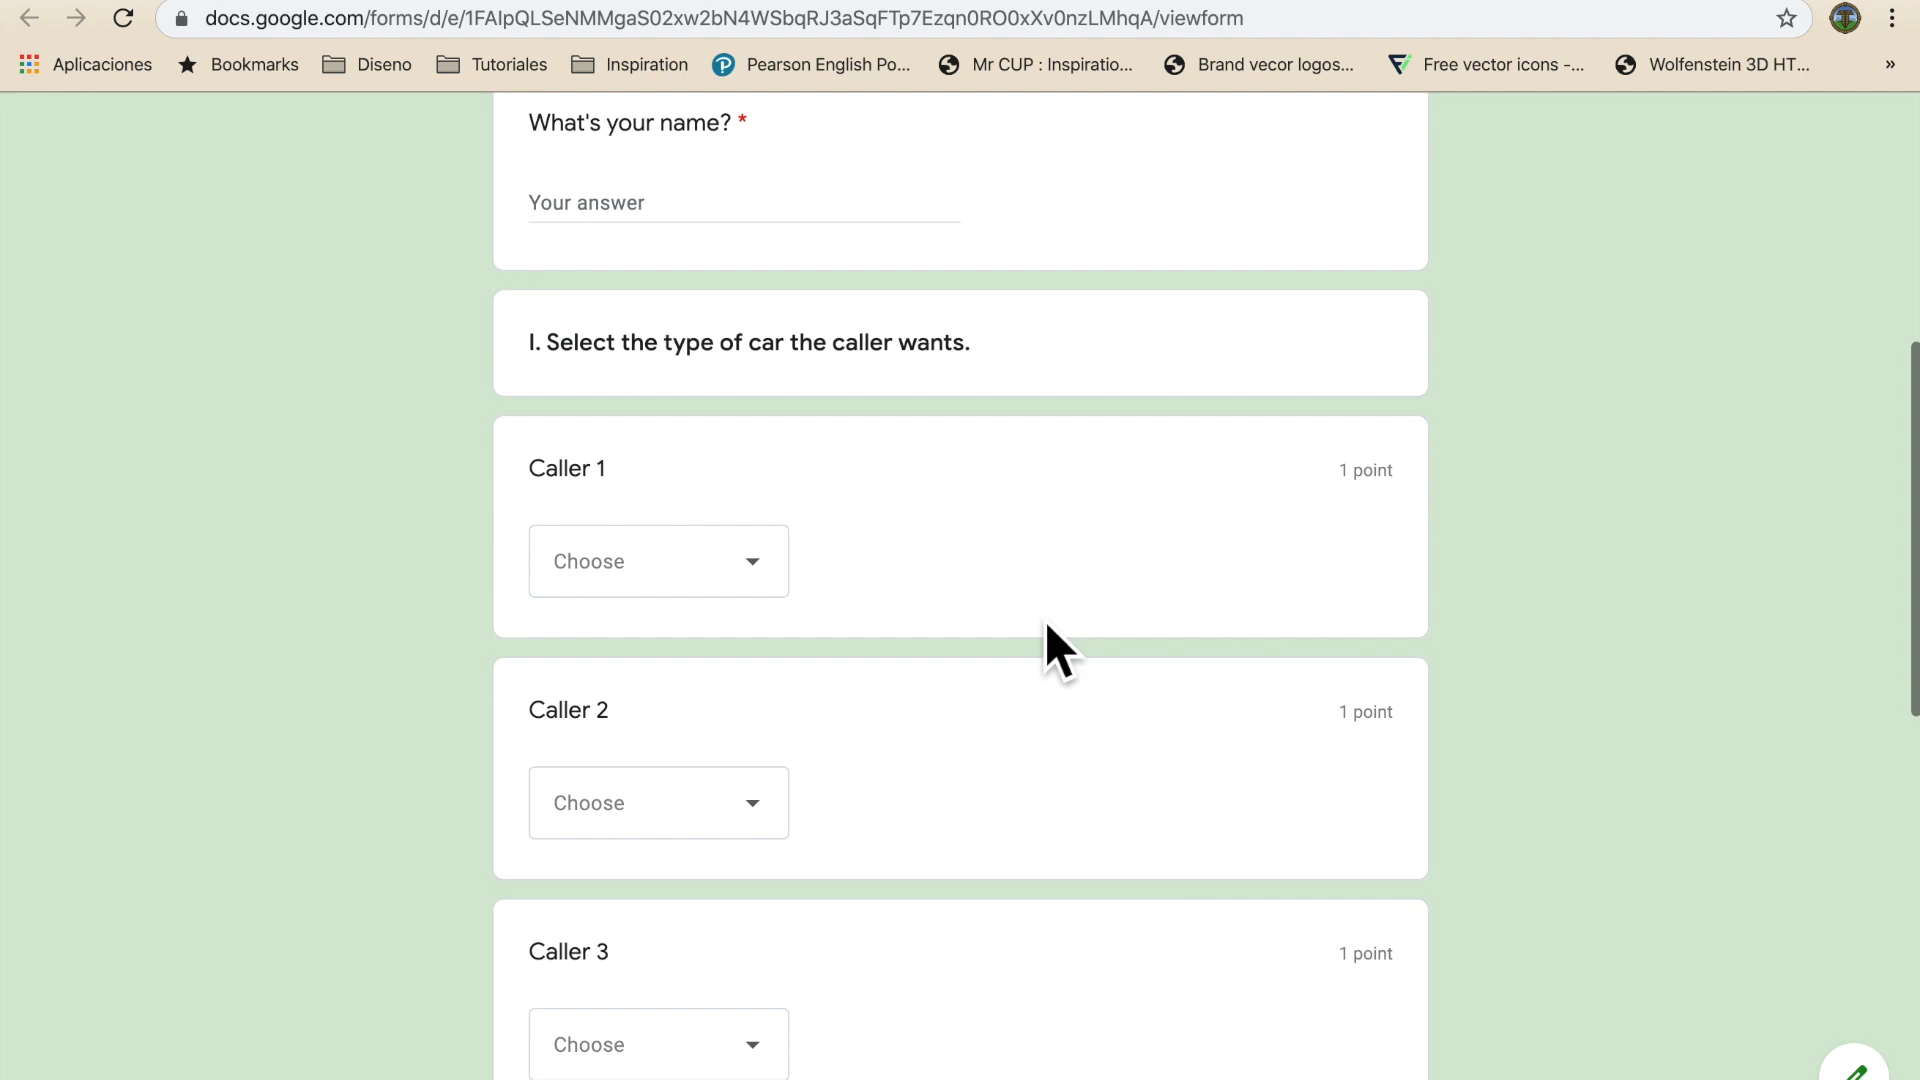 docs.google.com/forms/d/e/1FAIpQLSeNMMgaS02xw2bN4WSbqRJ3aSqFTp7Ezqn0RO0xXv0nzLMhqA/viewform
Aplicaciones Bookmarks Diseno Tutoriales Inspiration Pearson English Po... Mr CUP : Inspiratio... Brand vecor logos... Free vector icons -... Wolfenstein 3D HT... »
What's your name? *
Your answer
I. Select the type of car the caller wants.
Caller 1 1 point
Choose
Caller 2 1 point
Choose
Caller 3 1 point
Choose